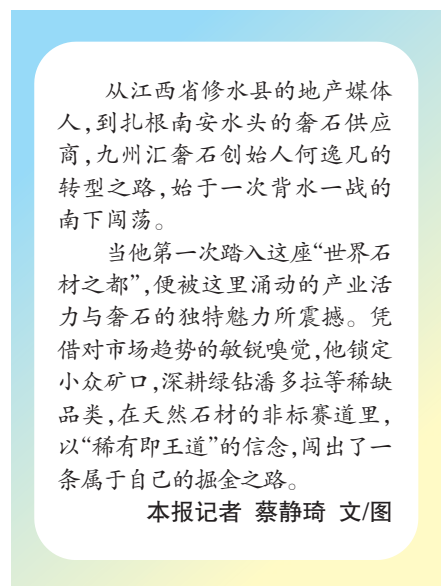 从江西省修水县的地产媒体
人，到扎根南安水头的奢石供应
商，九州汇奢石创始人何逸凡的
转型之路，始于一次背水一战的
南下闯荡。
当他第一次踏入这座“世界石
材之都”，便被这里涌动的产业活
力与奢石的独特魅力所震撼。凭
借对市场趋势的敏锐嗅觉，他锁定
小众矿口，深耕绿钻潘多拉等稀缺
品类，在天然石材的非标赛道里，
以“稀有即王道”的信念，闯出了一
条属于自己的掘金之路。
本报记者 蔡静琦 文/图